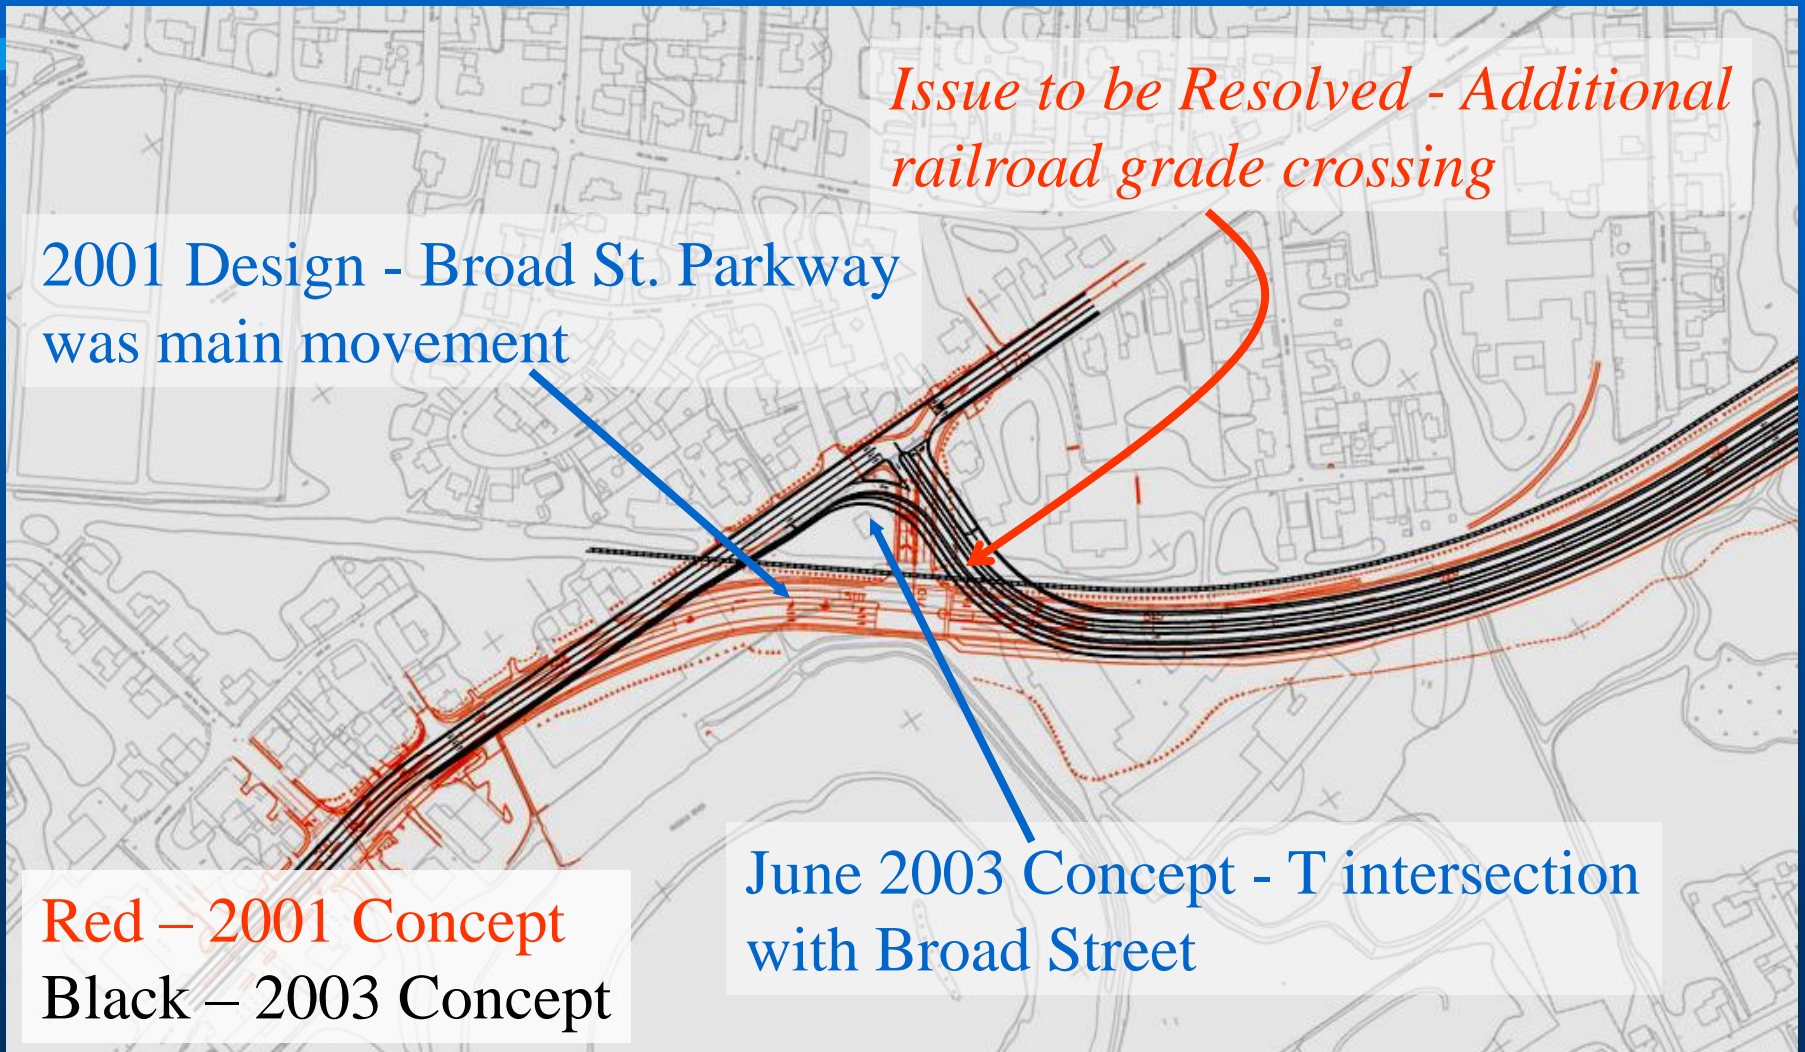 Issue to be Resolved - Additional
railroad grade crossing
2001 Design - Broad St. Parkway
was main movement
June 2003 Concept - T intersection
with Broad Street
Red – 2001 Concept
Black – 2003 Concept